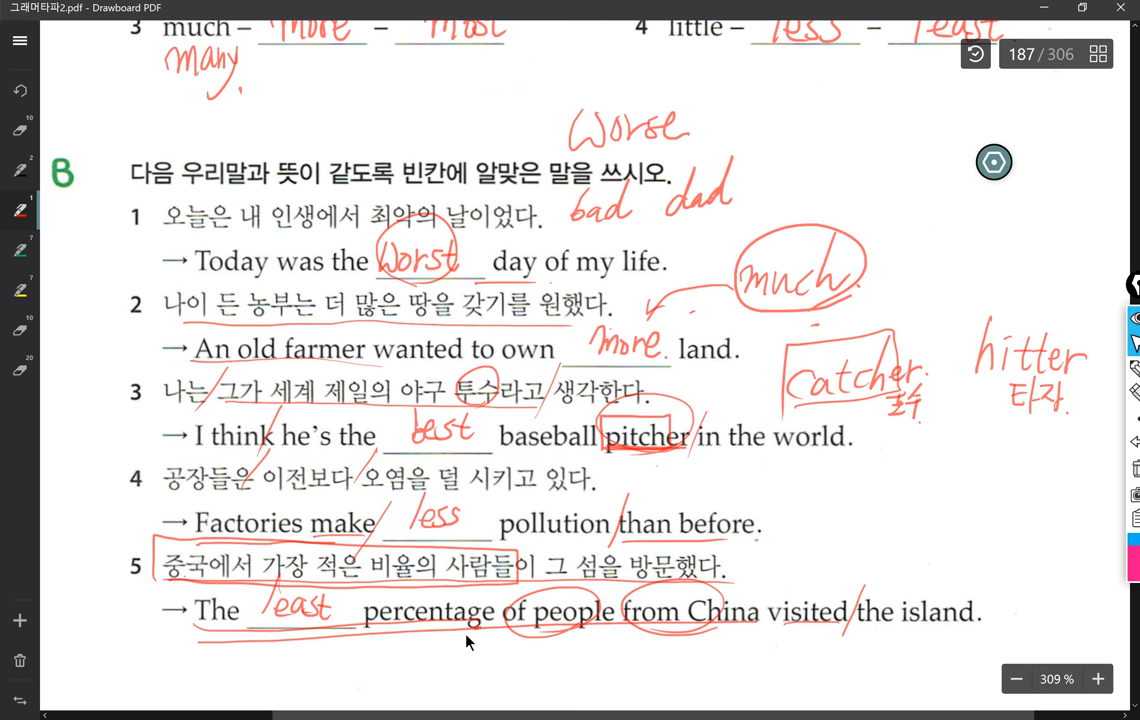 그래머타파2.pdf - Drawboard PDF
3 much – more – most
4 little – less – least
many.
187 / 306
worse
B 다음 우리말과 뜻이 같도록 빈칸에 알맞은 말을 쓰시오.
bad dad
1 오늘은 내 인생에서 최악의 날이었다.
→ Today was the worst day of my life.
much
2 나이 든 농부는 더 많은 땅을 갖기를 원했다.
→ An old farmer wanted to own more land.
catcher. 포수
hitter 타자.
3 나는 그가 세계 제일의 야구 투수라고 생각한다.
→ I think he's the best baseball pitcher in the world.
4 공장들은 이전보다 오염을 덜 시키고 있다.
→ Factories make less pollution than before.
5 중국에서 가장 적은 비율의 사람들이 그 섬을 방문했다.
→ The least percentage of people from China visited the island.
309 %
10
2
1
7
7
10
20